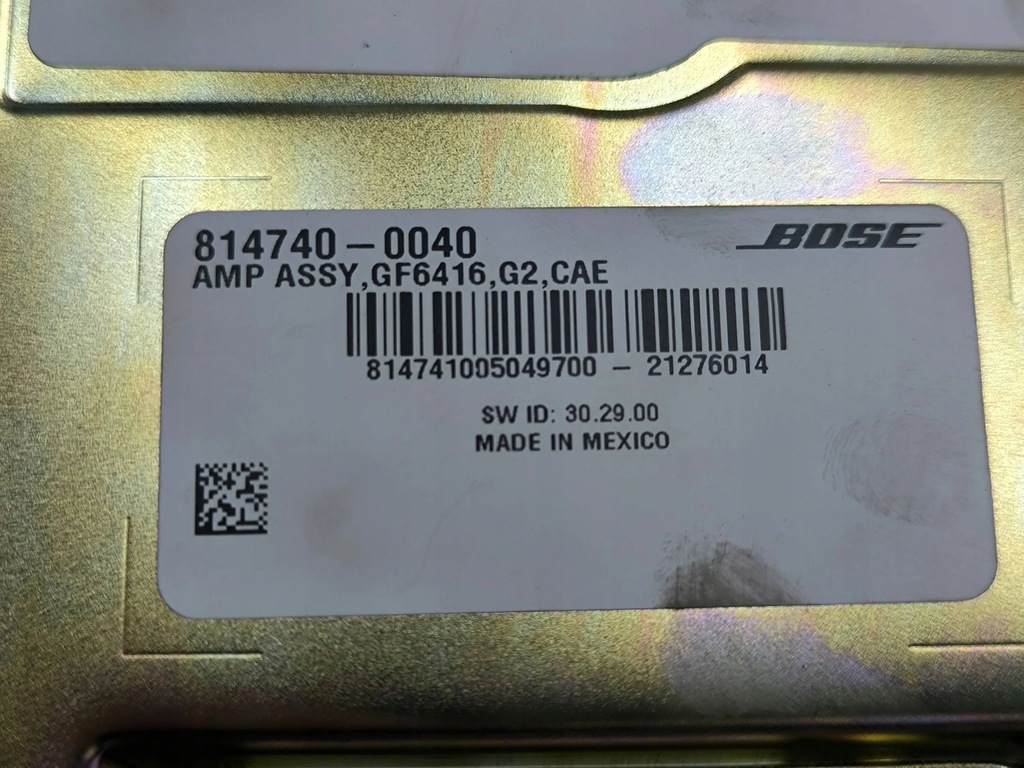 814740-0040
BOSE
AMP ASSY,GF6416,G2,CAE
814741005049700 - 21276014
SW ID: 30.29.00
MADE IN MEXICO